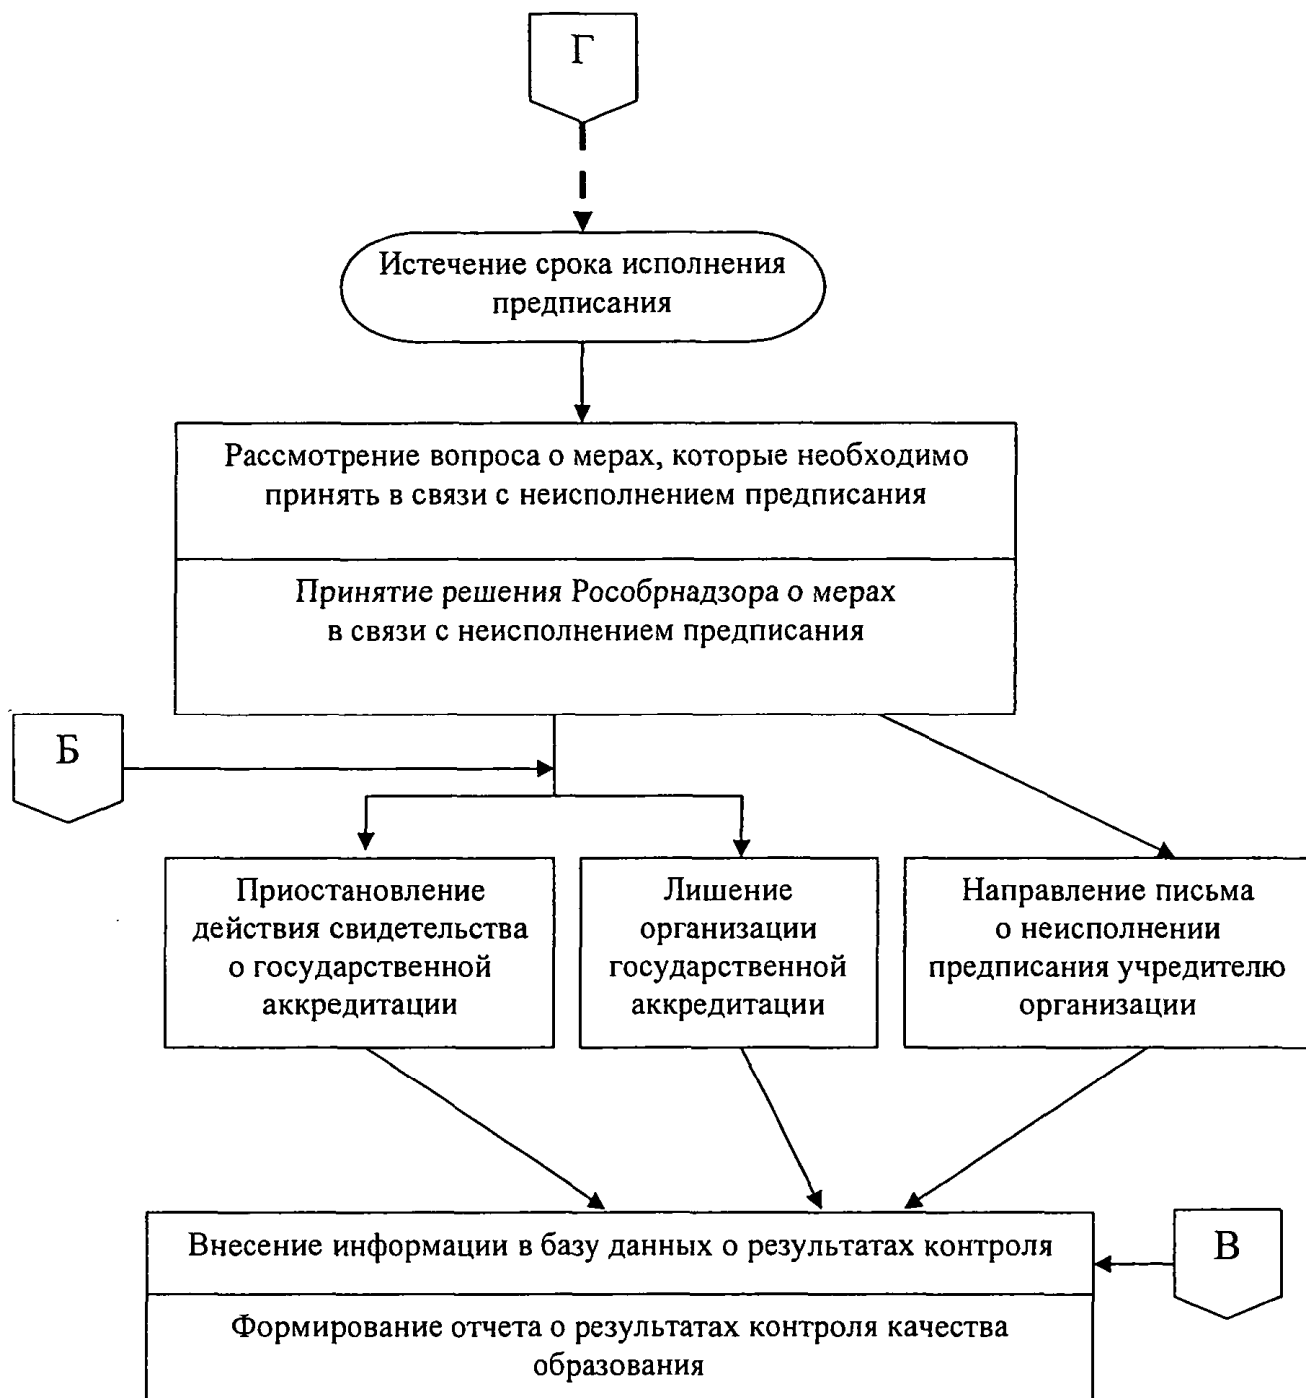 Г
Истечение срока исполнения
предписания
Рассмотрение вопроса о мерах, которые необходимо
принять в связи с неисполнением предписания
Принятие решения Рособрнадзора о мерах
в связи с неисполнением предписания
Б
Приостановление
действия свидетельства
о государственной
аккредитации
Лишение
организации
государственной
аккредитации
Направление письма
о неисполнении
предписания учредителю
организации
Внесение информации в базу данных о результатах контроля
В
Формирование отчета о результатах контроля качества
образования